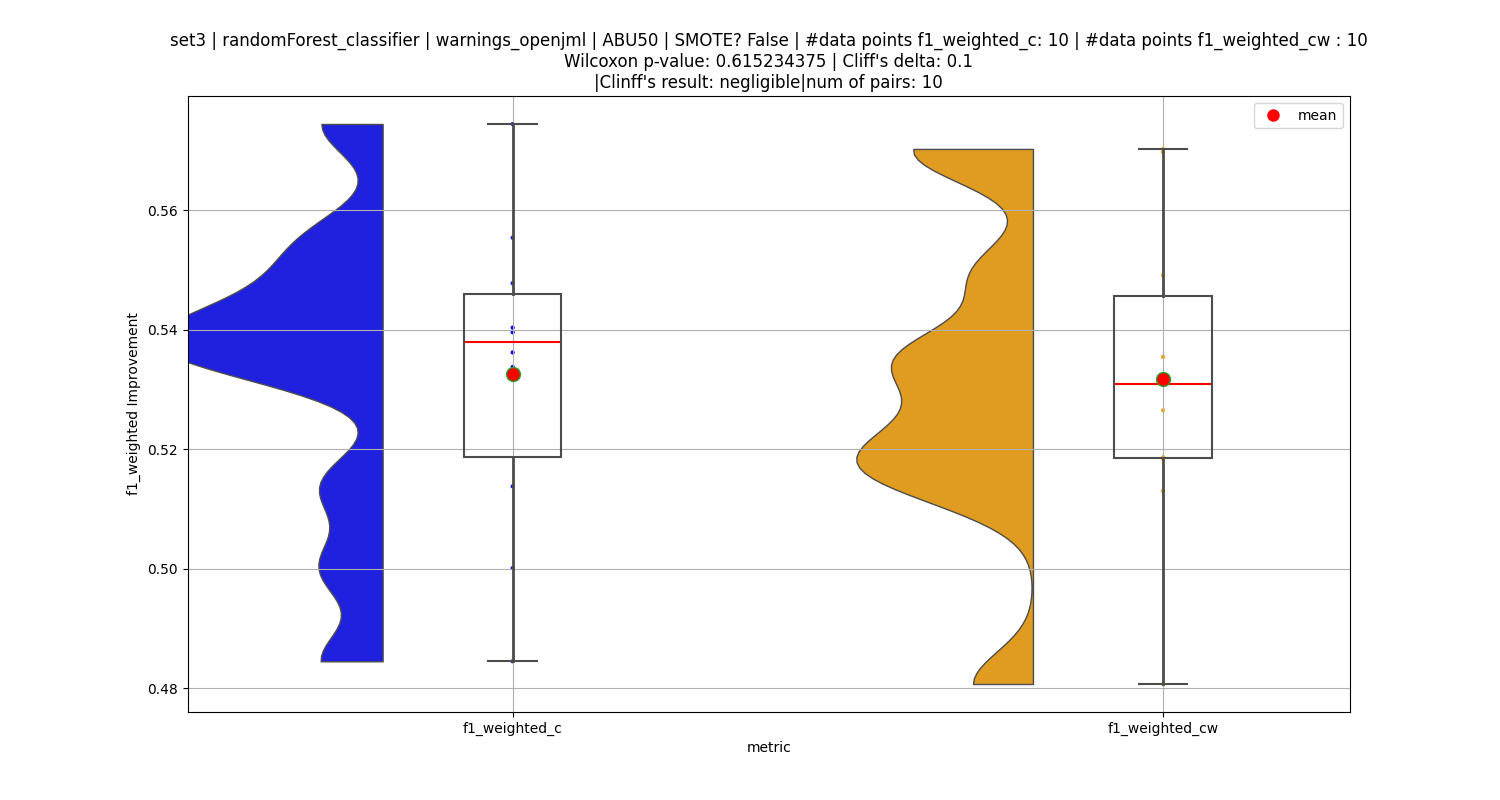 set3 | randomForest_classifier | warnings_openjml | ABU50 | SMOTE? False | #data points f1_weighted_c: 10 | #data points f1_weighted_cw : 10
Wilcoxon p-value: 0.615234375 | Cliff's delta: 0.1
|Clinff's result: negligible|num of pairs: 10
mean
0.56
0.54
0.52
0.50
0.48
f1_weighted Improvement
f1_weighted_c
f1_weighted_cw
metric